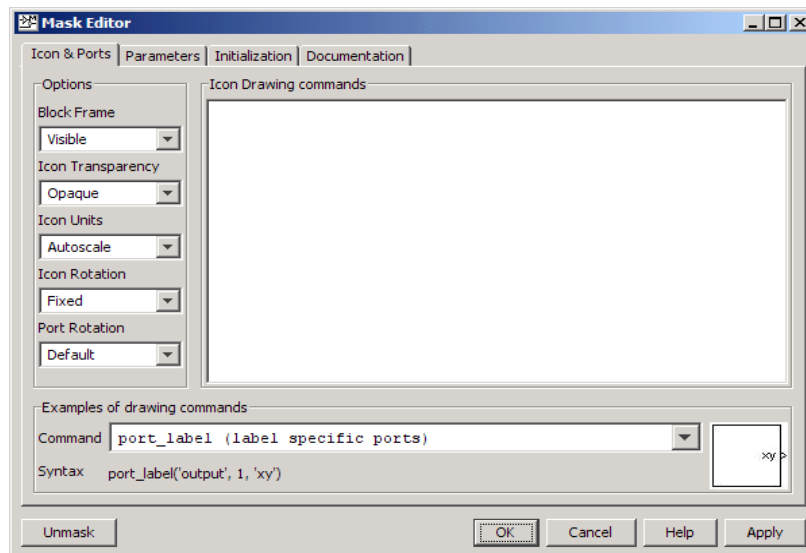 Mask Editor
Icon & Ports Parameters Initialization Documentation
Options
Block Frame
Visible
Icon Transparency
Opaque
Icon Units
Autoscale
Icon Rotation
Fixed
Port Rotation
Default
Icon Drawing commands
Examples of drawing commands
Command port_label (label specific ports)
Syntax port_label('output', 1, 'xy')
xy
Unmask OK Cancel Help Apply